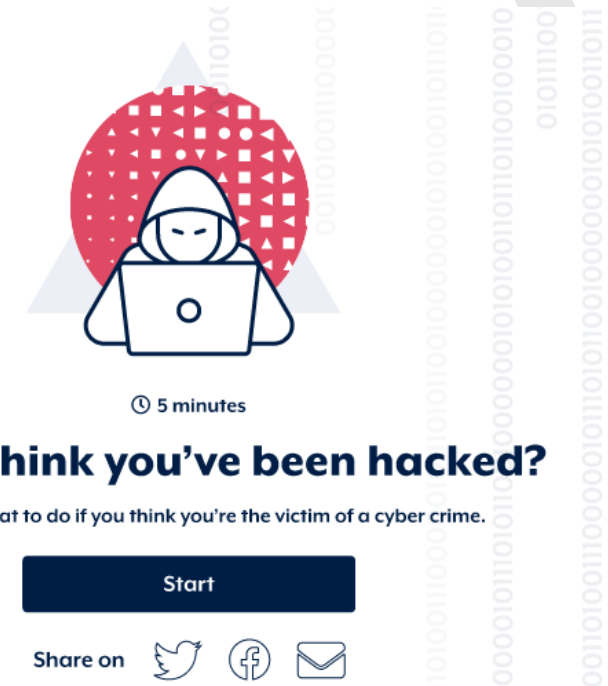 5 minutes
hink you've been hacked?
at to do if you think you're the victim of a cyber crime.
Start
Share on